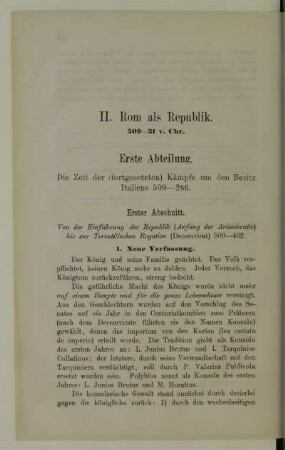 II. Rom als Republik.
509—31 v. Chr.
Erste Abteilung.
Die Zeit der (fortgesetzten) Kämpfe um den Besitz
Italiens 509—266.
Erster Abschnitt.
Von der Einführung der Republik (Anfang der Aristokratie)
bis zur Terentilischen Rogation (Decemvirat) 509—462.
1. Neue Verfassung.
Der König und seine Familie geächtet. Das Volk ver-
pflichtet, keinen König mehr zu dulden. Jeder Versuch, das
Königtum zurückzuführen, streng bedroht.
Die gefährliche Macht des Königs wurde nicht mehr
auf einem Haupte und für die ganze Lebensdauer vereinigt.
Aus den Geschlechtern wurden auf den Vorschlag des Se-
nates auf ein Jahr in den Centuriatkomitien zwei Prätoren
(nach dem Decemvirate führten sie den Namen Konsuln)
gewählt, denen das imperium von den Kurien (lex curiata
de imperio) erteilt wurde. Die Tradition giebt als Konsuln
des ersten Jahres an: L. Junius Brutus und L. Tarquinius
Collatinus; der letztere, durch seine Verwandtschaft mit den
Tarquiniern verdächtigt, soll durch P. Valerius Publicola
ersetzt worden sein. Polybius nennt als Konsuln des ersten
Jahres: L. Junius Brutus und M. Horatius.
Die konsularische Gewalt stand zunächst durch dreierlei
gegen die königliche zurück: 1) durch den wechselseitigen